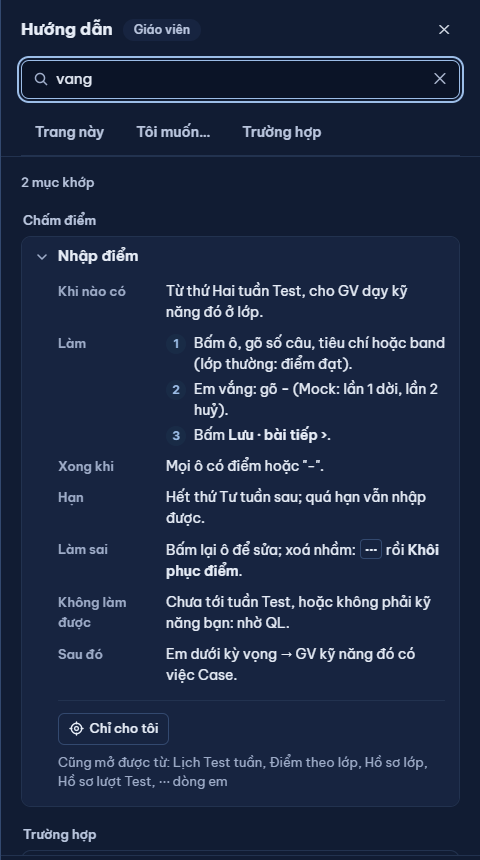 Hướng dẫn Giáo viên
vang
Trang này Tôi muốn... Trường hợp
2 mục khớp
Chấm điểm
Nhập điểm
Khi nào có Từ thứ Hai tuần Test, cho GV dạy kỹ
năng đó ở lớp.
Làm 1 Bấm ô, gõ số câu, tiêu chí hoặc band
(lớp thường: điểm đạt).
2 Em vắng: gõ - (Mock: lần 1 dời, lần 2
huỷ).
3 Bấm Lưu · bài tiếp >.
Xong khi Mọi ô có điểm hoặc "-".
Hạn Hết thứ Tư tuần sau; quá hạn vẫn nhập
được.
Làm sai Bấm lại ô để sửa; xoá nhầm: ··· rồi Khôi
phục điểm.
Không làm Chưa tới tuần Test, hoặc không phải kỹ
được năng bạn: nhờ QL.
Sau đó Em dưới kỳ vọng → GV kỹ năng đó có
việc Case.
Chỉ cho tôi
Cũng mở được từ: Lịch Test tuần, Điểm theo lớp, Hồ sơ lớp,
Hồ sơ lượt Test, ··· dòng em
Trường hợp